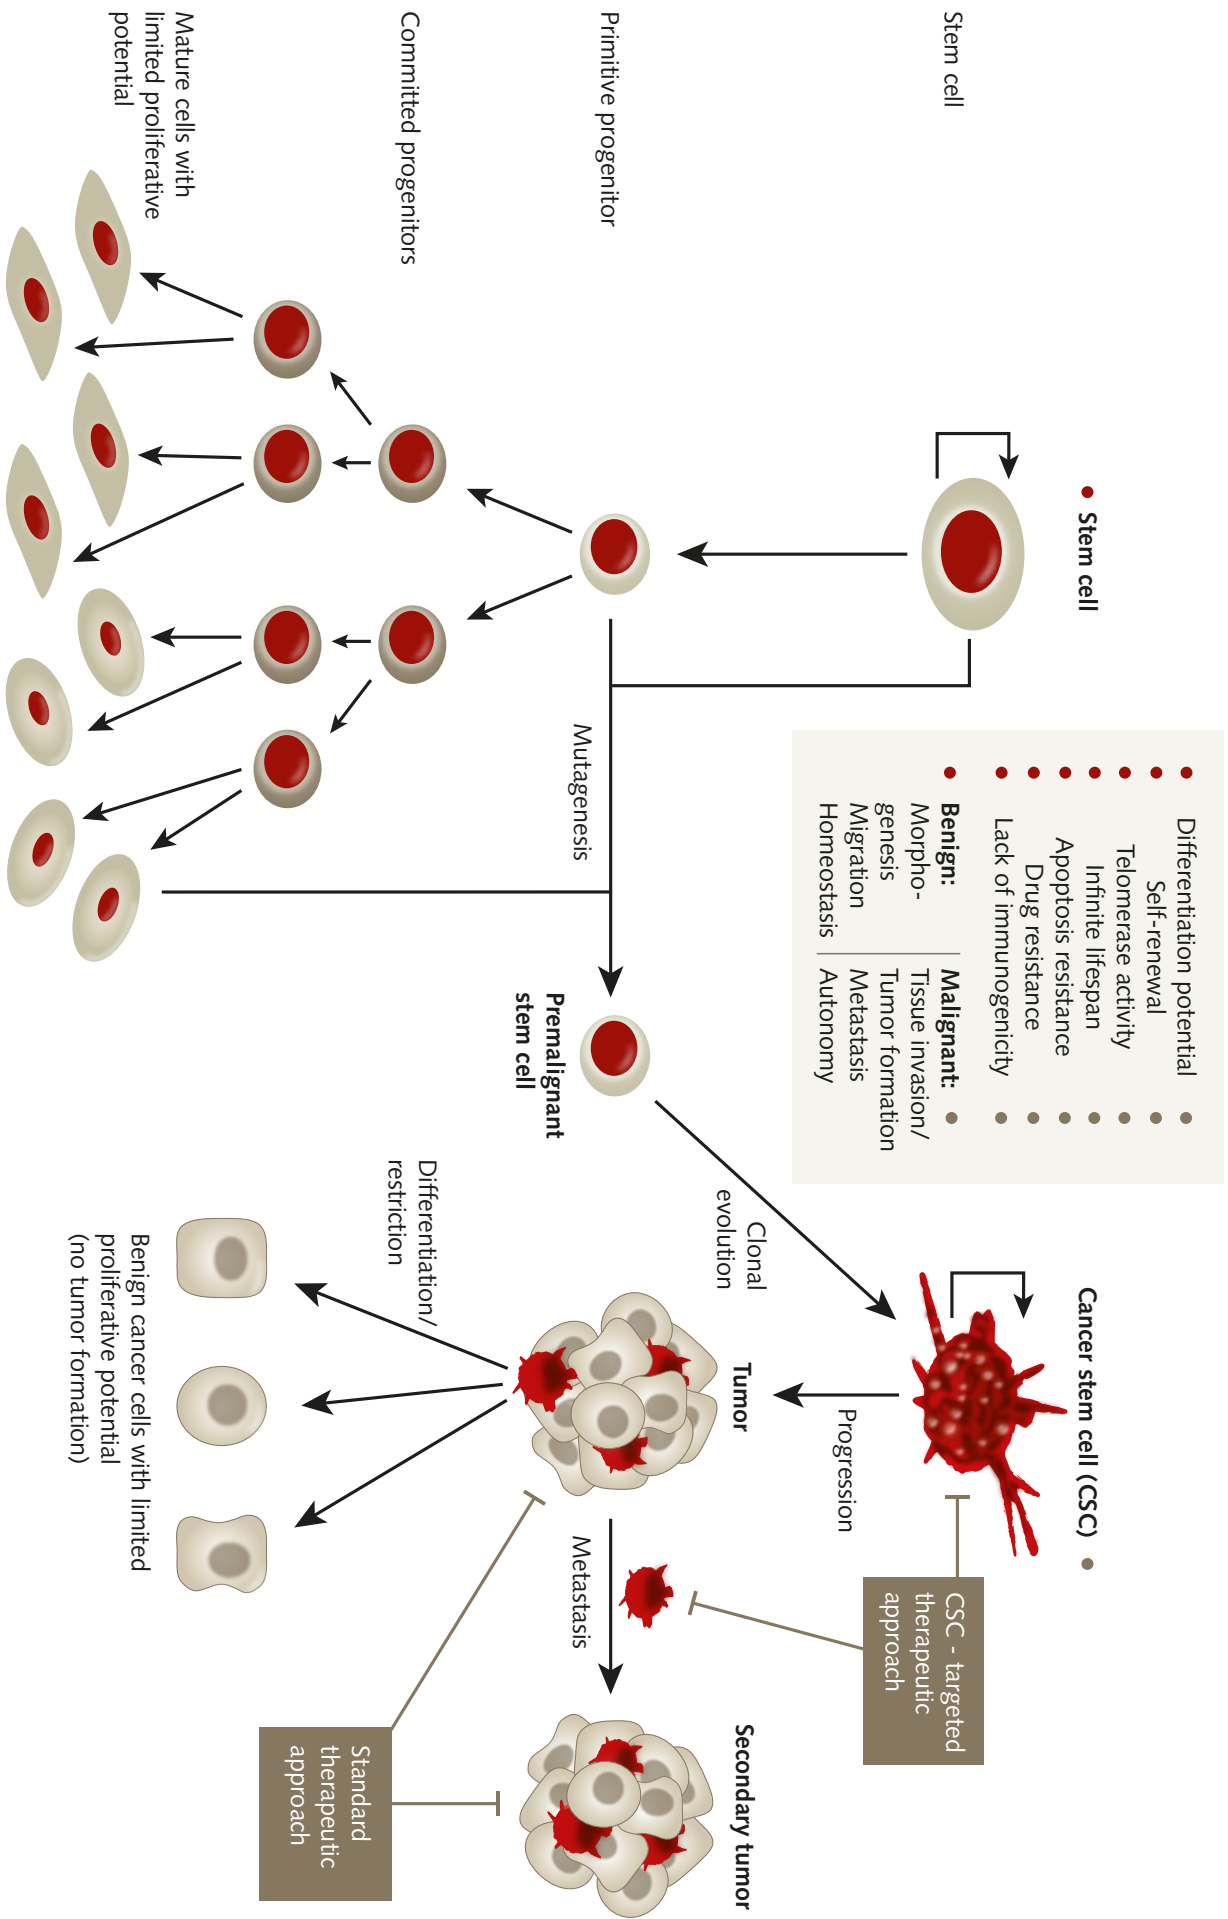 Stem cell
Primitive progenitor
Committed progenitors
Mature cells with
limited proliferative
potential
Stem cell
Differentiation potential
Self-renewal
Telomerase activity
Infinite lifespan
Apoptosis resistance
Drug resistance
Lack of immunogenicity
Benign:
Morpho-
genesis
Migration
Homeostasis
Malignant:
Tissue invasion/
Tumor formation
Metastasis
Autonomy
Mutagenesis
Premalignant
stem cell
Clonal
evolution
Cancer stem cell (CSC)
Progression
Tumor
Differentiation/
restriction
Benign cancer cells with limited
proliferative potential
(no tumor formation)
Metastasis
CSC - targeted
therapeutic
approach
Secondary tumor
Standard
therapeutic
approach